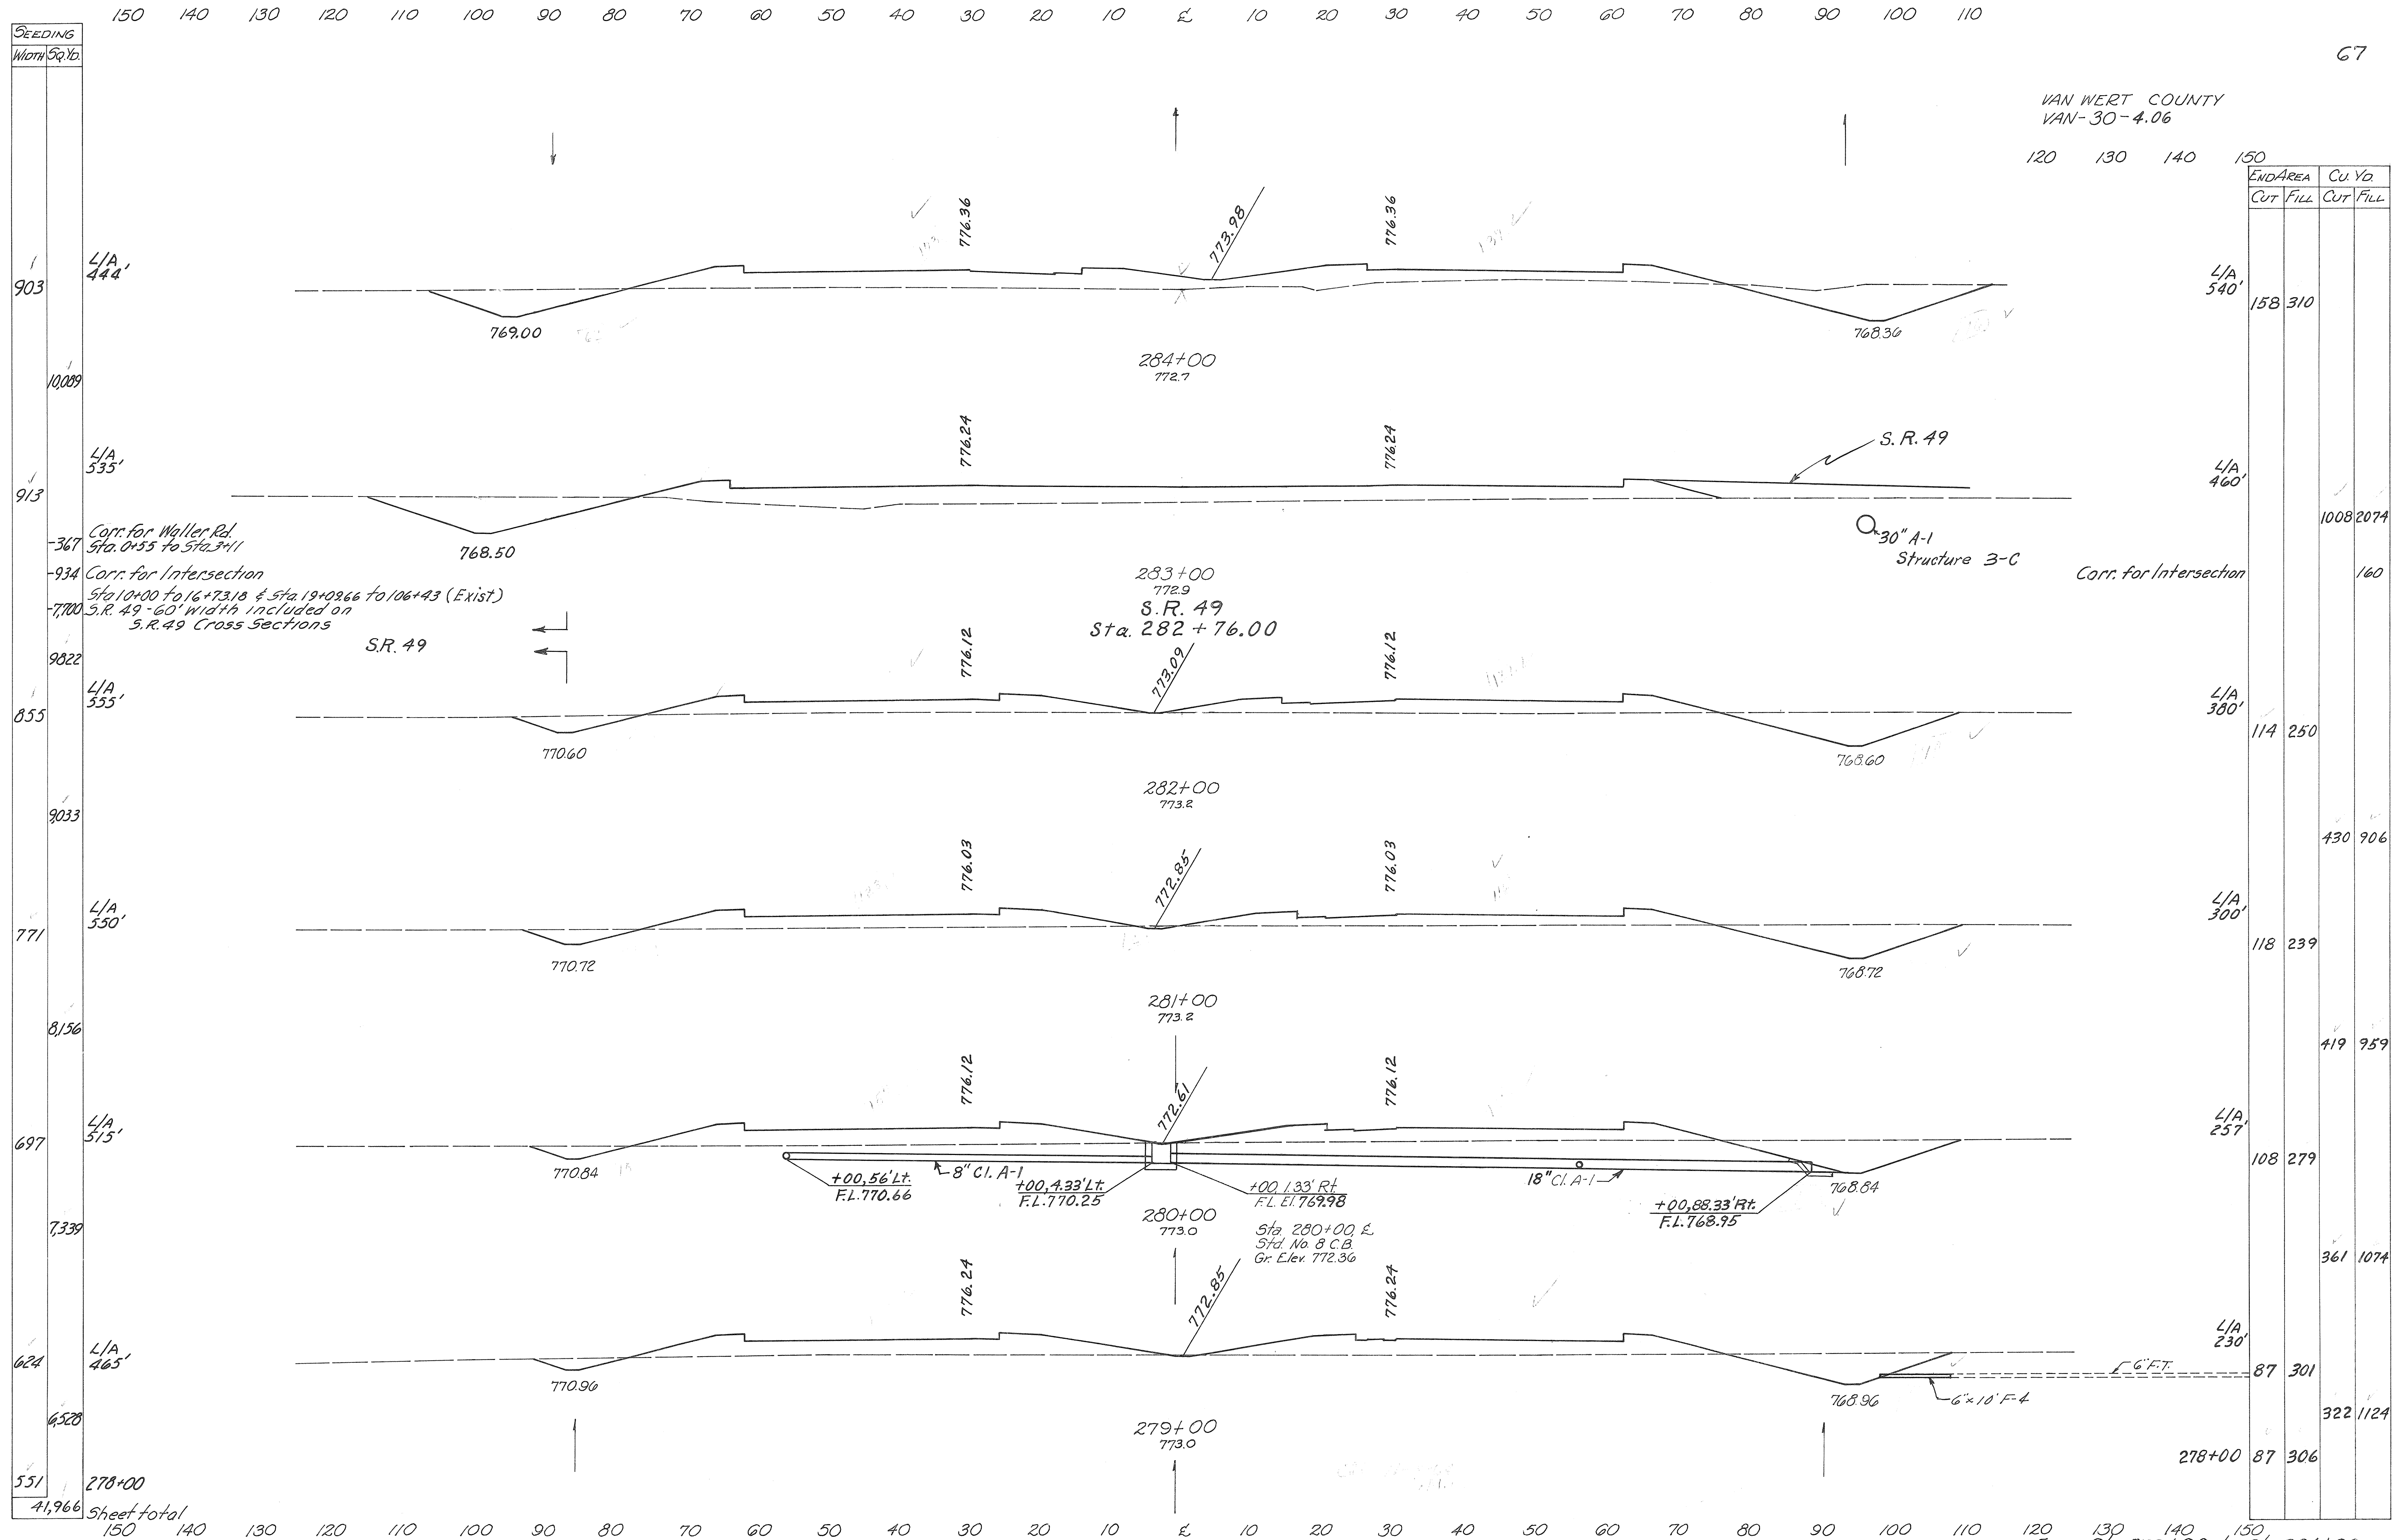 150 140 130 120 110 100 90 80 70 60 50 40 30 20 10 ℄ 10 20 30 40 50 60 70 80 90 100 110
SEEDING
WIDTH SQ.YD.
67
VAN WERT COUNTY
VAN-30-4.06
120 130 140 150
END AREA CU. YD.
CUT FILL CUT FILL
776.36
773.98
776.36
L/A
444'
903
L/A
540'
158 310
769.00
768.36
284+00
772.7
10,089
776.24
776.24
S.R. 49
L/A
535'
913
L/A
460'
1008 2074
768.50
30" A-1
Structure 3-C
-367 Corr. for Waller Rd.
Sta. 0+55 to Sta. 3+11
-934 Corr. for Intersection
Sta 10+00 to 16+73.18 & Sta. 19+09.66 to 106+43 (Exist)
-7,700 S.R. 49 - 60' width included on
S.R. 49 Cross Sections
283+00
772.9
Corr. for Intersection 160
S.R. 49
Sta. 282 + 76.00
S.R. 49
9822
776.12
773.09
776.12
L/A
555'
855
L/A
380'
114 250
770.60
768.60
282+00
773.2
9,033
430 906
776.03
772.85
776.03
L/A
550'
771
L/A
300'
118 239
770.72
768.72
281+00
773.2
8,156
419 959
776.12
772.61
776.12
L/A
515'
697
L/A
257'
108 279
770.84
+00, 56' Lt.
F.L. 770.66
8" Cl. A-1
+00, 4.33' Lt.
F.L. 770.25
+00, 1.33' Rt.
F.L. El. 769.98
18" Cl. A-1
+00, 88.33' Rt.
F.L. 768.95
768.84
280+00
773.0
Sta. 280+00, ℄
Std. No. 8 C.B.
Gr. Elev. 772.36
7,339
361 1074
776.24
772.85
776.24
L/A
465'
624
L/A
230'
87 301
6" F.T.
6" x 10' F-4
770.96
768.96
279+00
773.0
6,528
322 1124
278+00 87 306
551 278+00
41,966 Sheet total
150 140 130 120 110 100 90 80 70 60 50 40 30 20 10 ℄ 10 20 30 40 50 60 70 80 90 100 110 120 130 140 150